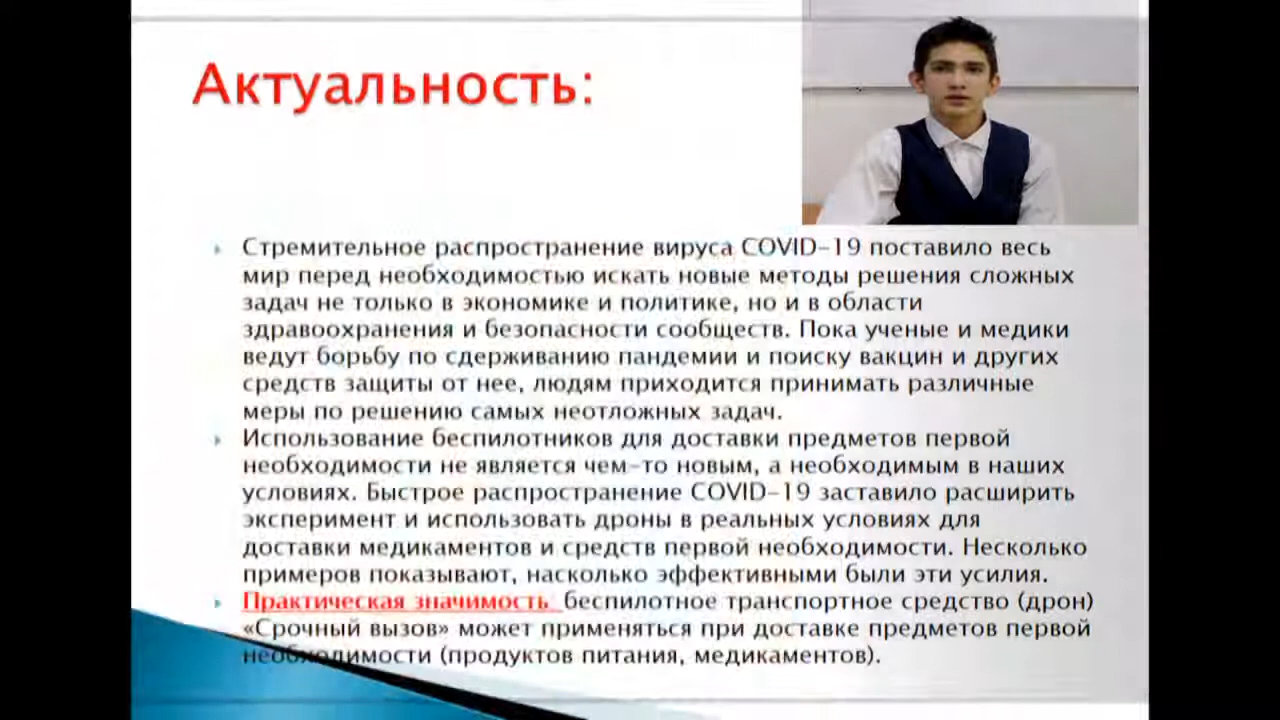 Актуальность:
Стремительное распространение вируса COVID-19 поставило весь
мир перед необходимостью искать новые методы решения сложных
задач не только в экономике и политике, но и в области
здравоохранения и безопасности сообществ. Пока ученые и медики
ведут борьбу по сдерживанию пандемии и поиску вакцин и других
средств защиты от нее, людям приходится принимать различные
меры по решению самых неотложных задач.
Использование беспилотников для доставки предметов первой
необходимости не является чем-то новым, а необходимым в наших
условиях. Быстрое распространение COVID-19 заставило расширить
эксперимент и использовать дроны в реальных условиях для
доставки медикаментов и средств первой необходимости. Несколько
примеров показывают, насколько эффективными были эти усилия.
Практическая значимость беспилотное транспортное средство (дрон)
«Срочный вызов» может применяться при доставке предметов первой
необходимости (продуктов питания, медикаментов).